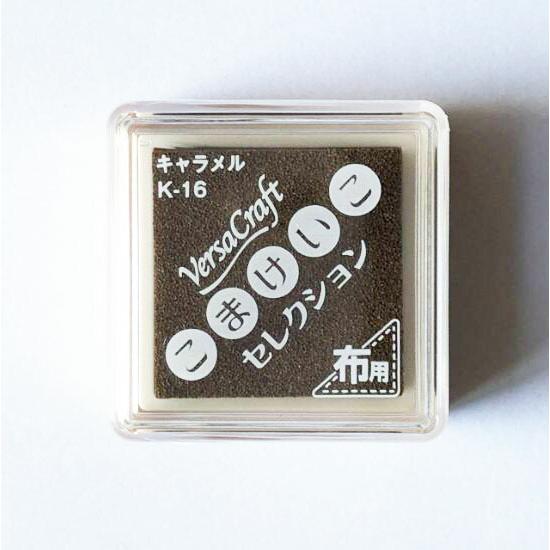 キャラメル
K-16
VersaCraft
こまけいこ
セレクション
布用